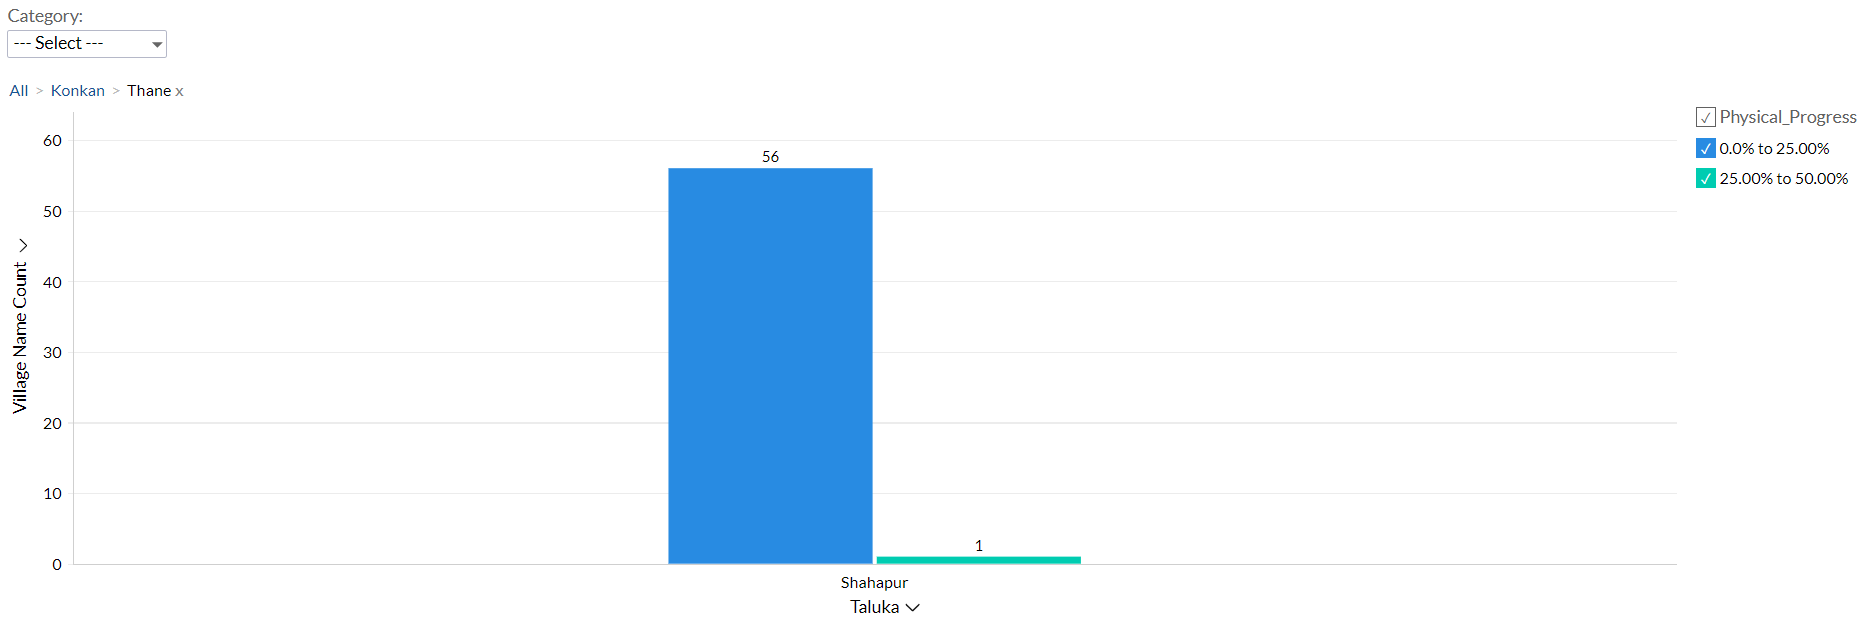 Category:
--- Select ---
All > Konkan > Thane x
Physical_Progress
0.0% to 25.00%
25.00% to 50.00%
Village Name Count
60
50
40
30
20
10
0
56
1
Shahapur
Taluka